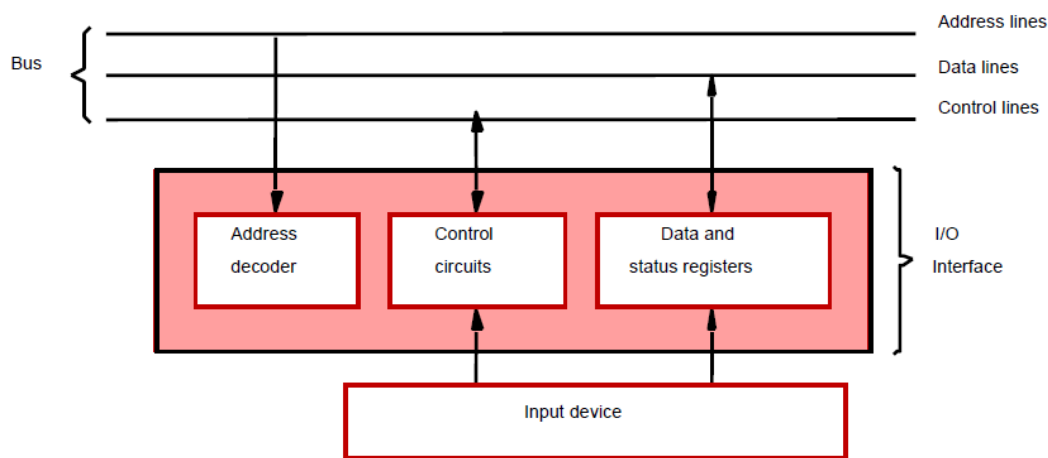 Address lines
Bus
Data lines
Control lines
Address
decoder
Control
circuits
Data and
status registers
I/O
Interface
Input device